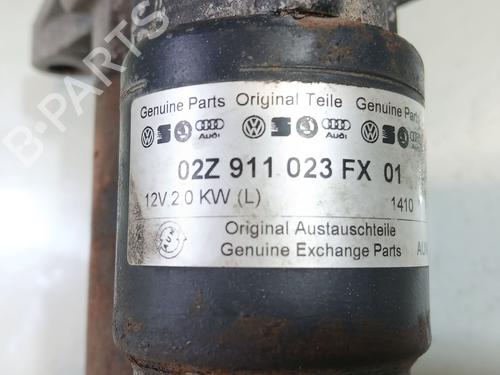 Genuine Parts Original Teile Genuine Parts
Audi Audi
02Z 911 023 FX 01
12V 2.0 KW (L) 1410
Original Austauschteile
Genuine Exchange Parts
B-PARTS